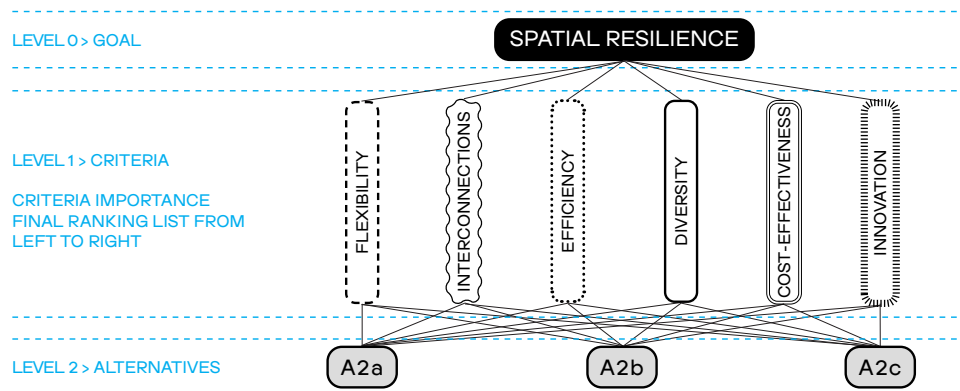 LEVEL 0 > GOAL
SPATIAL RESILIENCE
LEVEL 1 > CRITERIA
CRITERIA IMPORTANCE
FINAL RANKING LIST FROM
LEFT TO RIGHT
FLEXIBILITY
INTERCONNECTIONS
EFFICIENCY
DIVERSITY
COST-EFFECTIVENESS
INNOVATION
LEVEL 2 > ALTERNATIVES
A2a
A2b
A2c